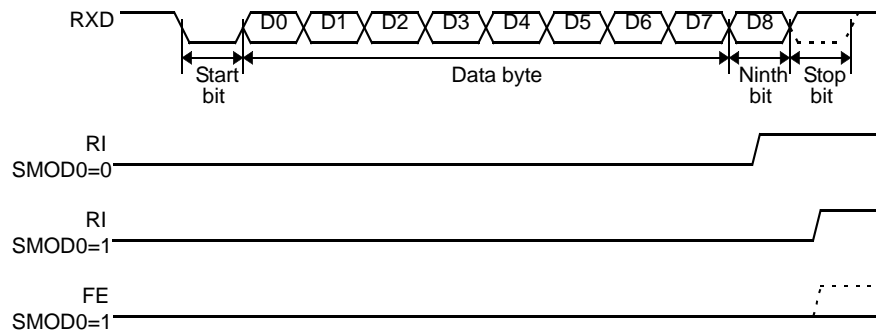 RXD D0 D1 D2 D3 D4 D5 D6 D7 D8
Start bit
Data byte
Ninth bit
Stop bit
RI
SMOD0=0
RI
SMOD0=1
FE
SMOD0=1